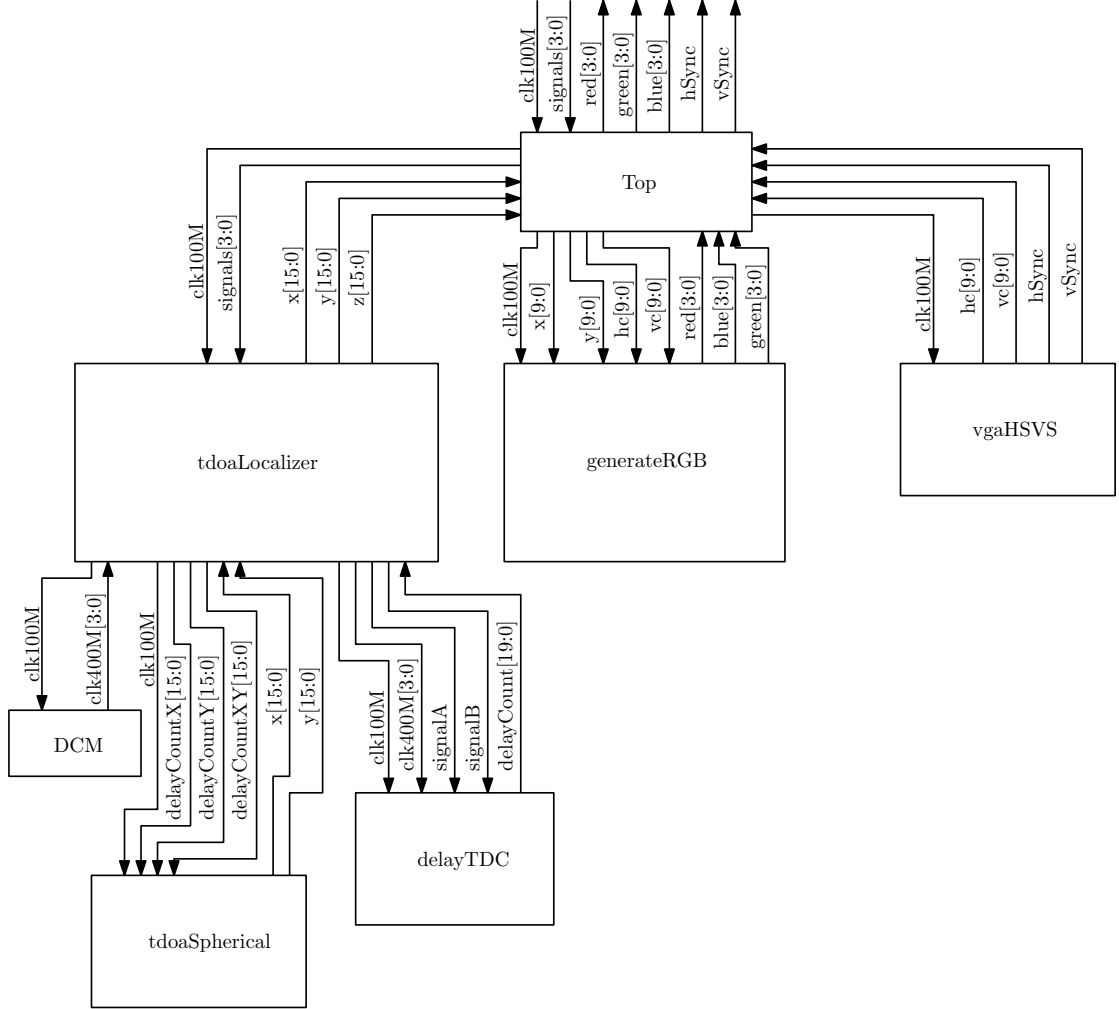 clk100M
signals[3:0]
red[3:0]
green[3:0]
blue[3:0]
hSync
vSync
Top
clk100M
signals[3:0]
x[15:0]
y[15:0]
z[15:0]
clk100M
x[9:0]
y[9:0]
hc[9:0]
vc[9:0]
red[3:0]
blue[3:0]
green[3:0]
clk100M
hc[9:0]
vc[9:0]
hSync
vSync
tdoaLocalizer
generateRGB
vgaHSVS
clk100M
clk400M[3:0]
clk100M
delayCountX[15:0]
delayCountY[15:0]
delayCountXY[15:0]
x[15:0]
y[15:0]
clk100M
clk400M[3:0]
signalA
signalB
delayCount[19:0]
DCM
delayTDC
tdoaSpherical